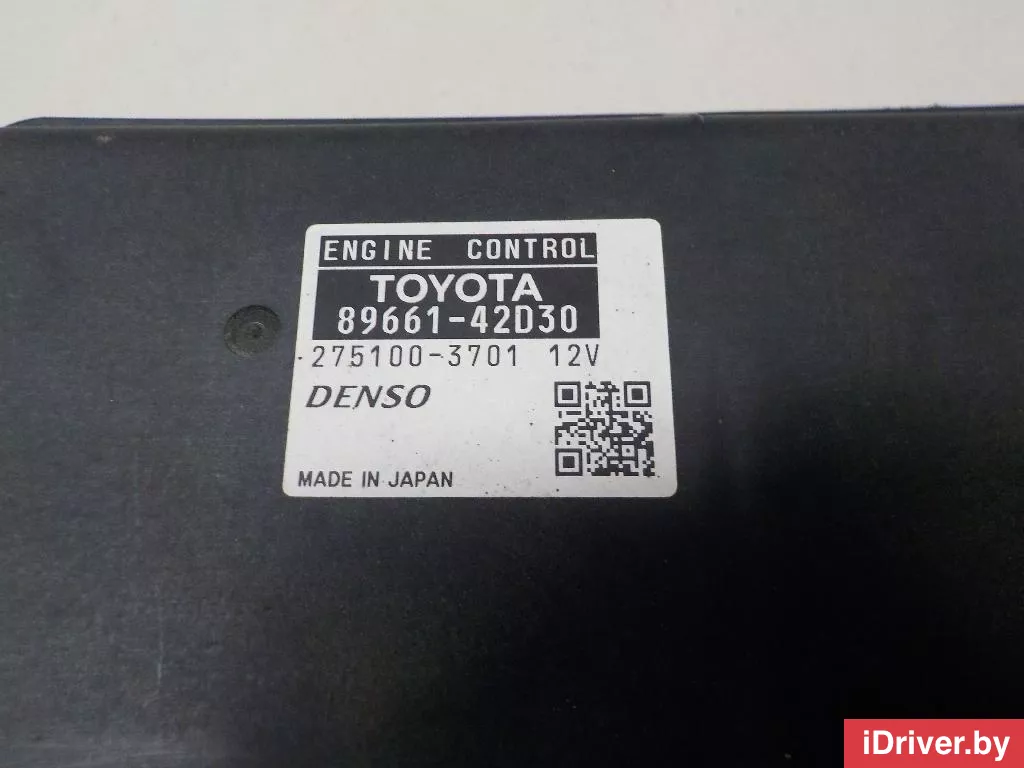 ENGINE CONTROL
TOYOTA
89661-42D30
275100-3701 12V
DENSO
MADE IN JAPAN
iDriver.by